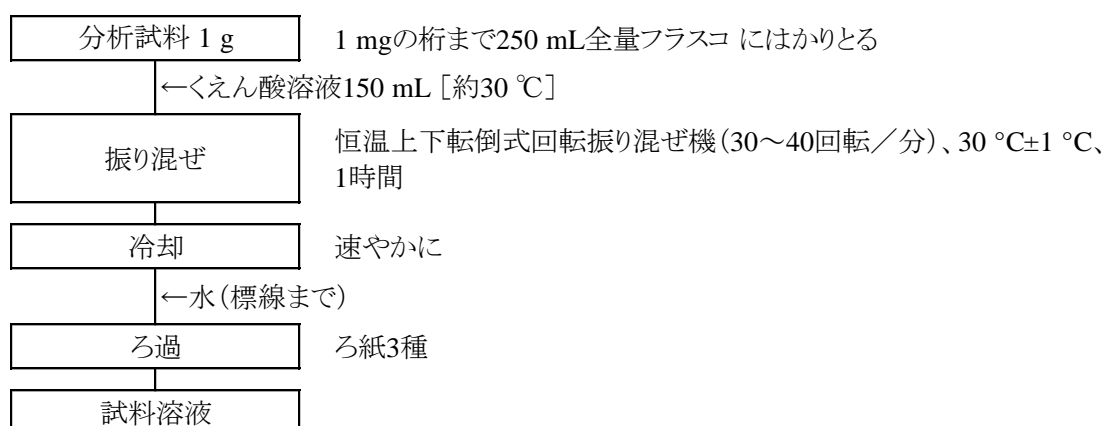 分析試料 1 g
1 mgの桁まで250 mL全量フラスコ にはかりとる
←くえん酸溶液150 mL [約30 ℃]
振り混ぜ
恒温上下転倒式回転振り混ぜ機(30～40回転／分)、30 °C±1 °C、
1時間
冷却
速やかに
←水(標線まで)
ろ過
ろ紙3種
試料溶液